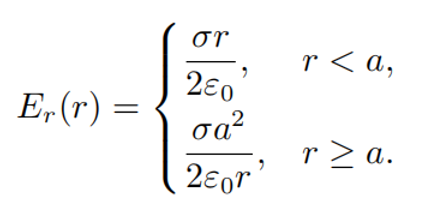 E_r(r) = { σr / 2ε₀, r < a,
σa² / 2ε₀r, r ≥ a.